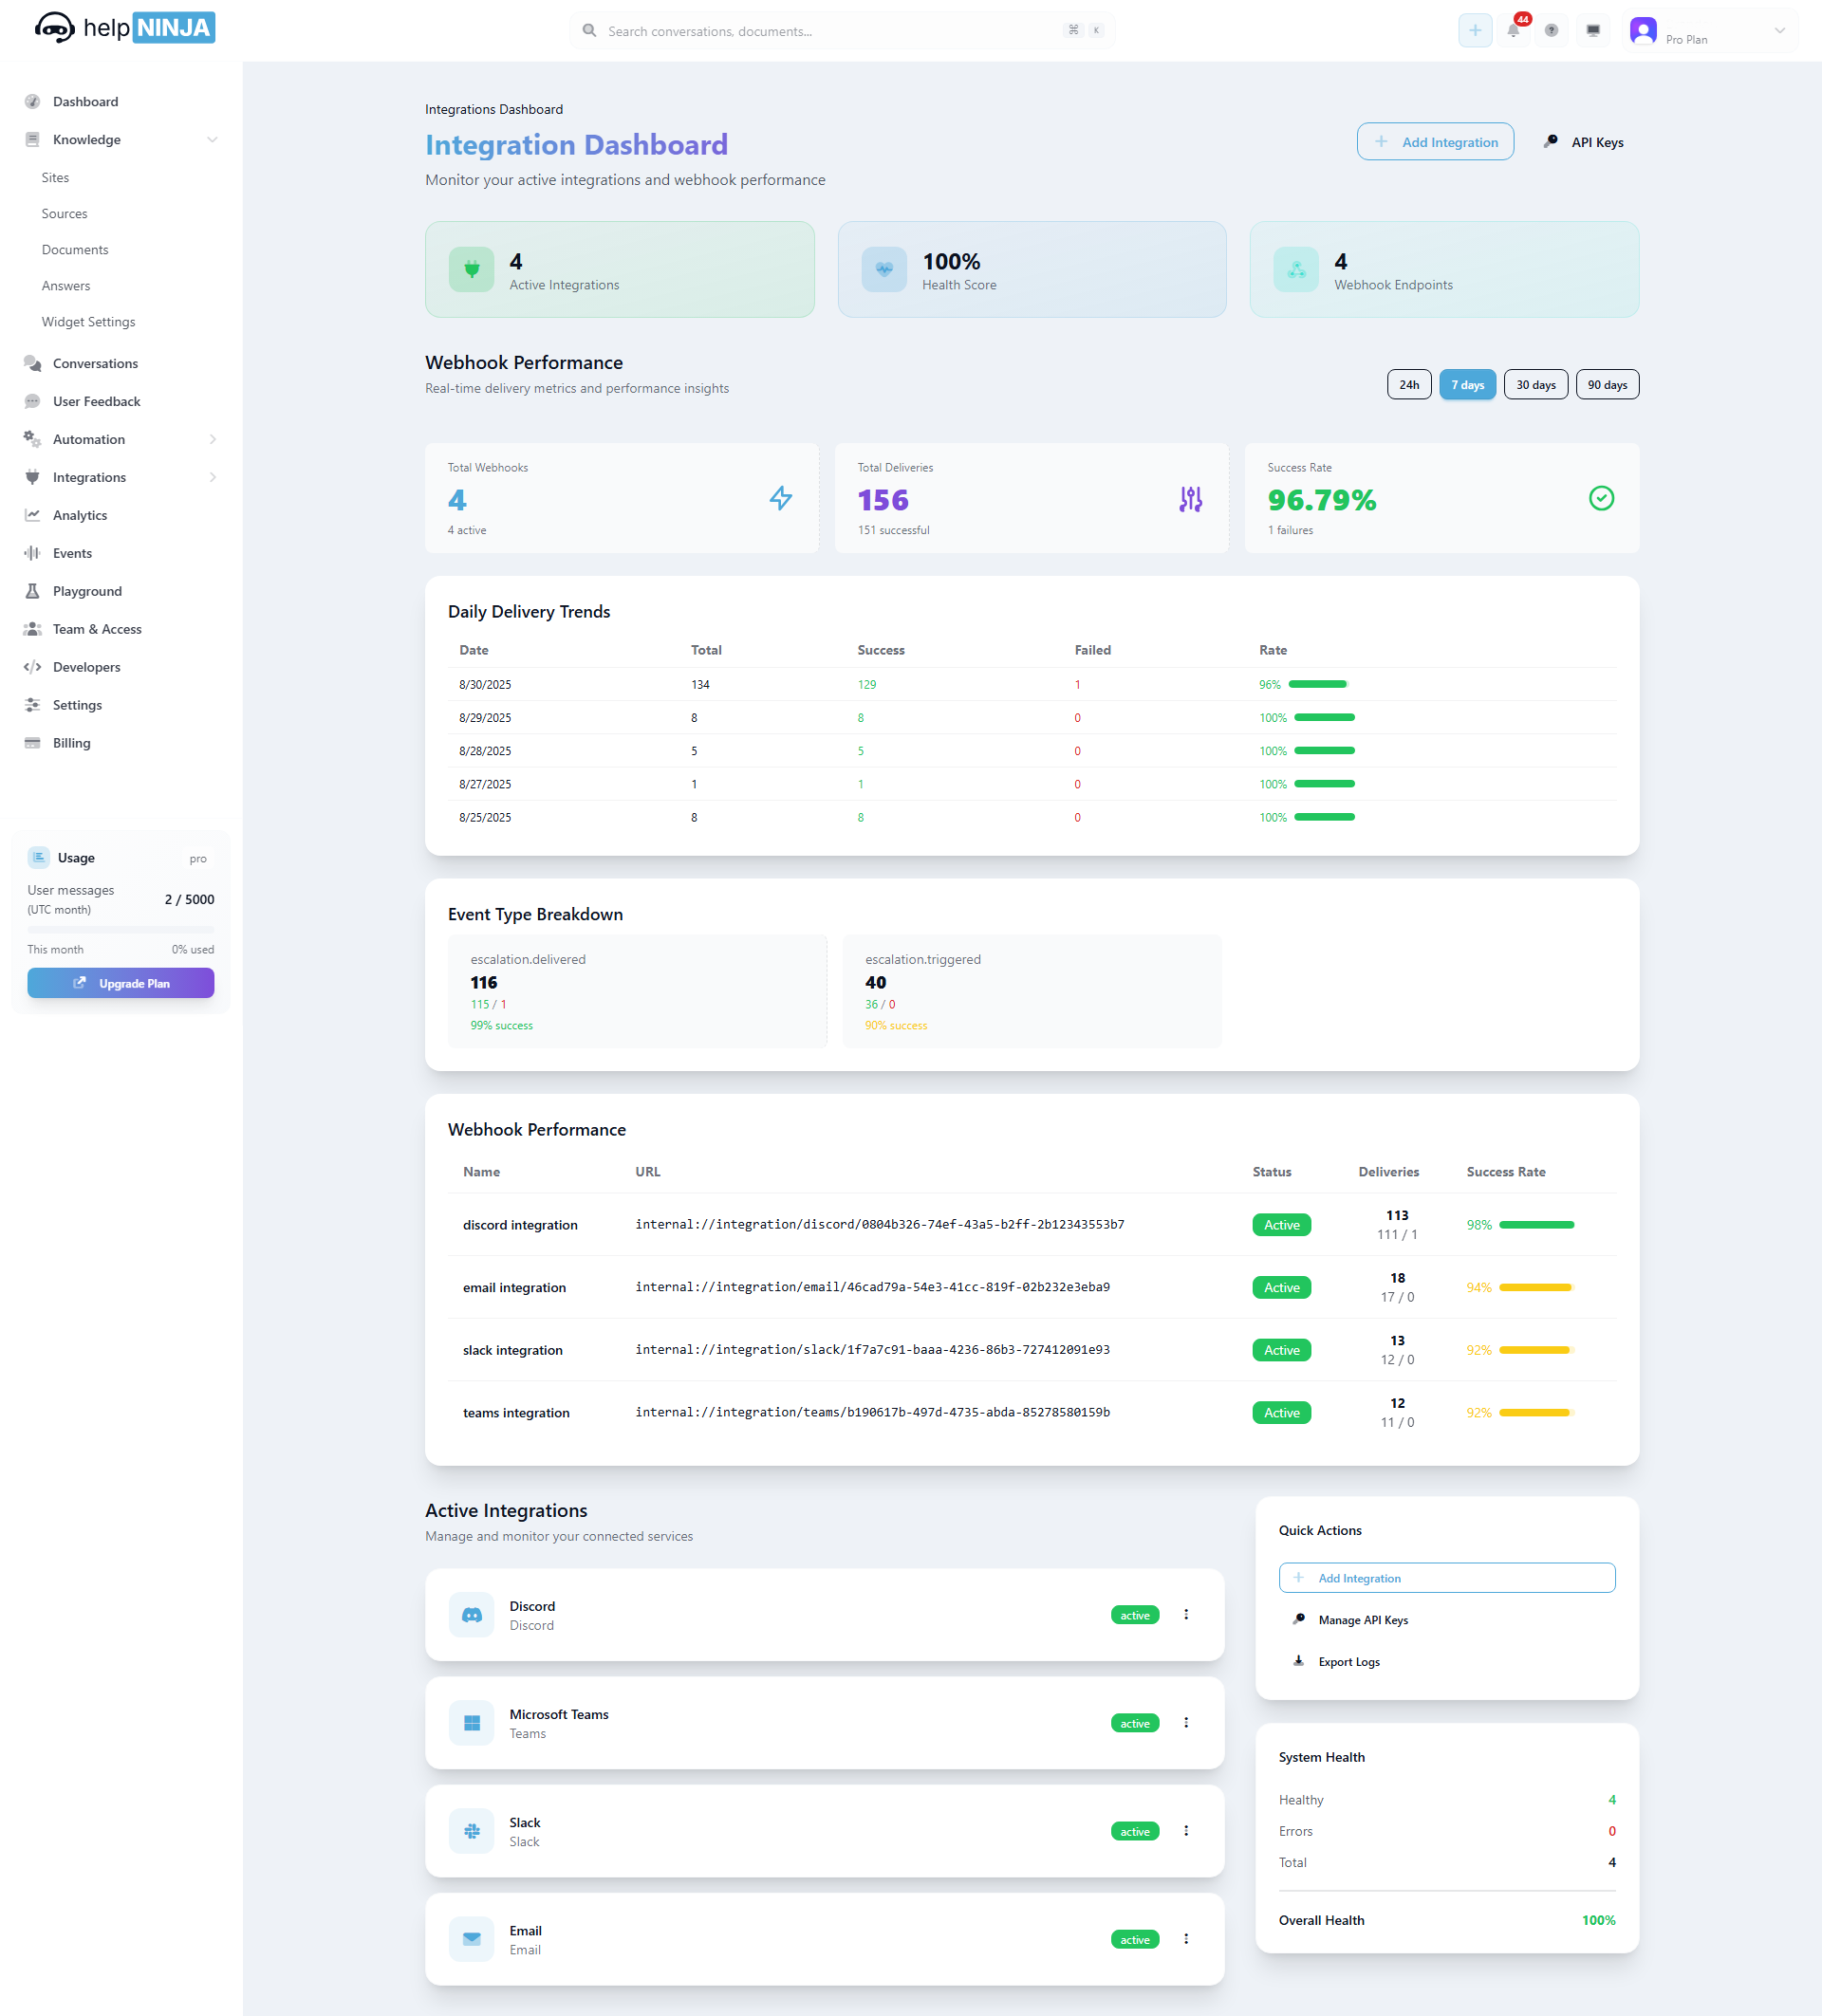 help NINJA
Search conversations, documents...
⌘ K
44
Pro Plan
Dashboard
Knowledge
Sites
Sources
Documents
Answers
Widget Settings
Conversations
User Feedback
Automation
Integrations
Analytics
Events
Playground
Team & Access
Developers
Settings
Billing
Usage pro
User messages
(UTC month)
2 / 5000
This month 0% used
Upgrade Plan
Integrations Dashboard
Integration Dashboard
Monitor your active integrations and webhook performance
Add Integration
API Keys
4
Active Integrations
100%
Health Score
4
Webhook Endpoints
Webhook Performance
Real-time delivery metrics and performance insights
24h 7 days 30 days 90 days
Total Webhooks
4
4 active
Total Deliveries
156
151 successful
Success Rate
96.79%
1 failures
Daily Delivery Trends
Date Total Success Failed Rate
8/30/2025 134 129 1 96%
8/29/2025 8 8 0 100%
8/28/2025 5 5 0 100%
8/27/2025 1 1 0 100%
8/25/2025 8 8 0 100%
Event Type Breakdown
escalation.delivered
116
115 / 1
99% success
escalation.triggered
40
36 / 0
90% success
Webhook Performance
Name URL Status Deliveries Success Rate
discord integration internal://integration/discord/0804b326-74ef-43a5-b2ff-2b12343553b7 Active 113 98%
111 / 1
email integration internal://integration/email/46cad79a-54e3-41cc-819f-02b232e3eba9 Active 18 94%
17 / 0
slack integration internal://integration/slack/1f7a7c91-baaa-4236-86b3-727412091e93 Active 13 92%
12 / 0
teams integration internal://integration/teams/b190617b-497d-4735-abda-85278580159b Active 12 92%
11 / 0
Active Integrations
Manage and monitor your connected services
Discord
Discord
active
Microsoft Teams
Teams
active
Slack
Slack
active
Email
Email
active
Quick Actions
Add Integration
Manage API Keys
Export Logs
System Health
Healthy 4
Errors 0
Total 4
Overall Health 100%